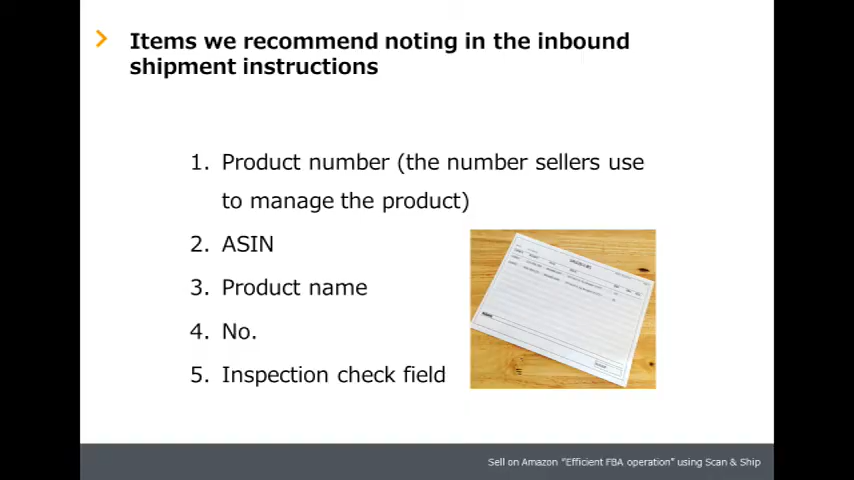 Items we recommend noting in the inbound
shipment instructions
1. Product number (the number sellers use
to manage the product)
2. ASIN
3. Product name
4. No.
5. Inspection check field
Sell on Amazon “Efficient FBA operation” using Scan & Ship